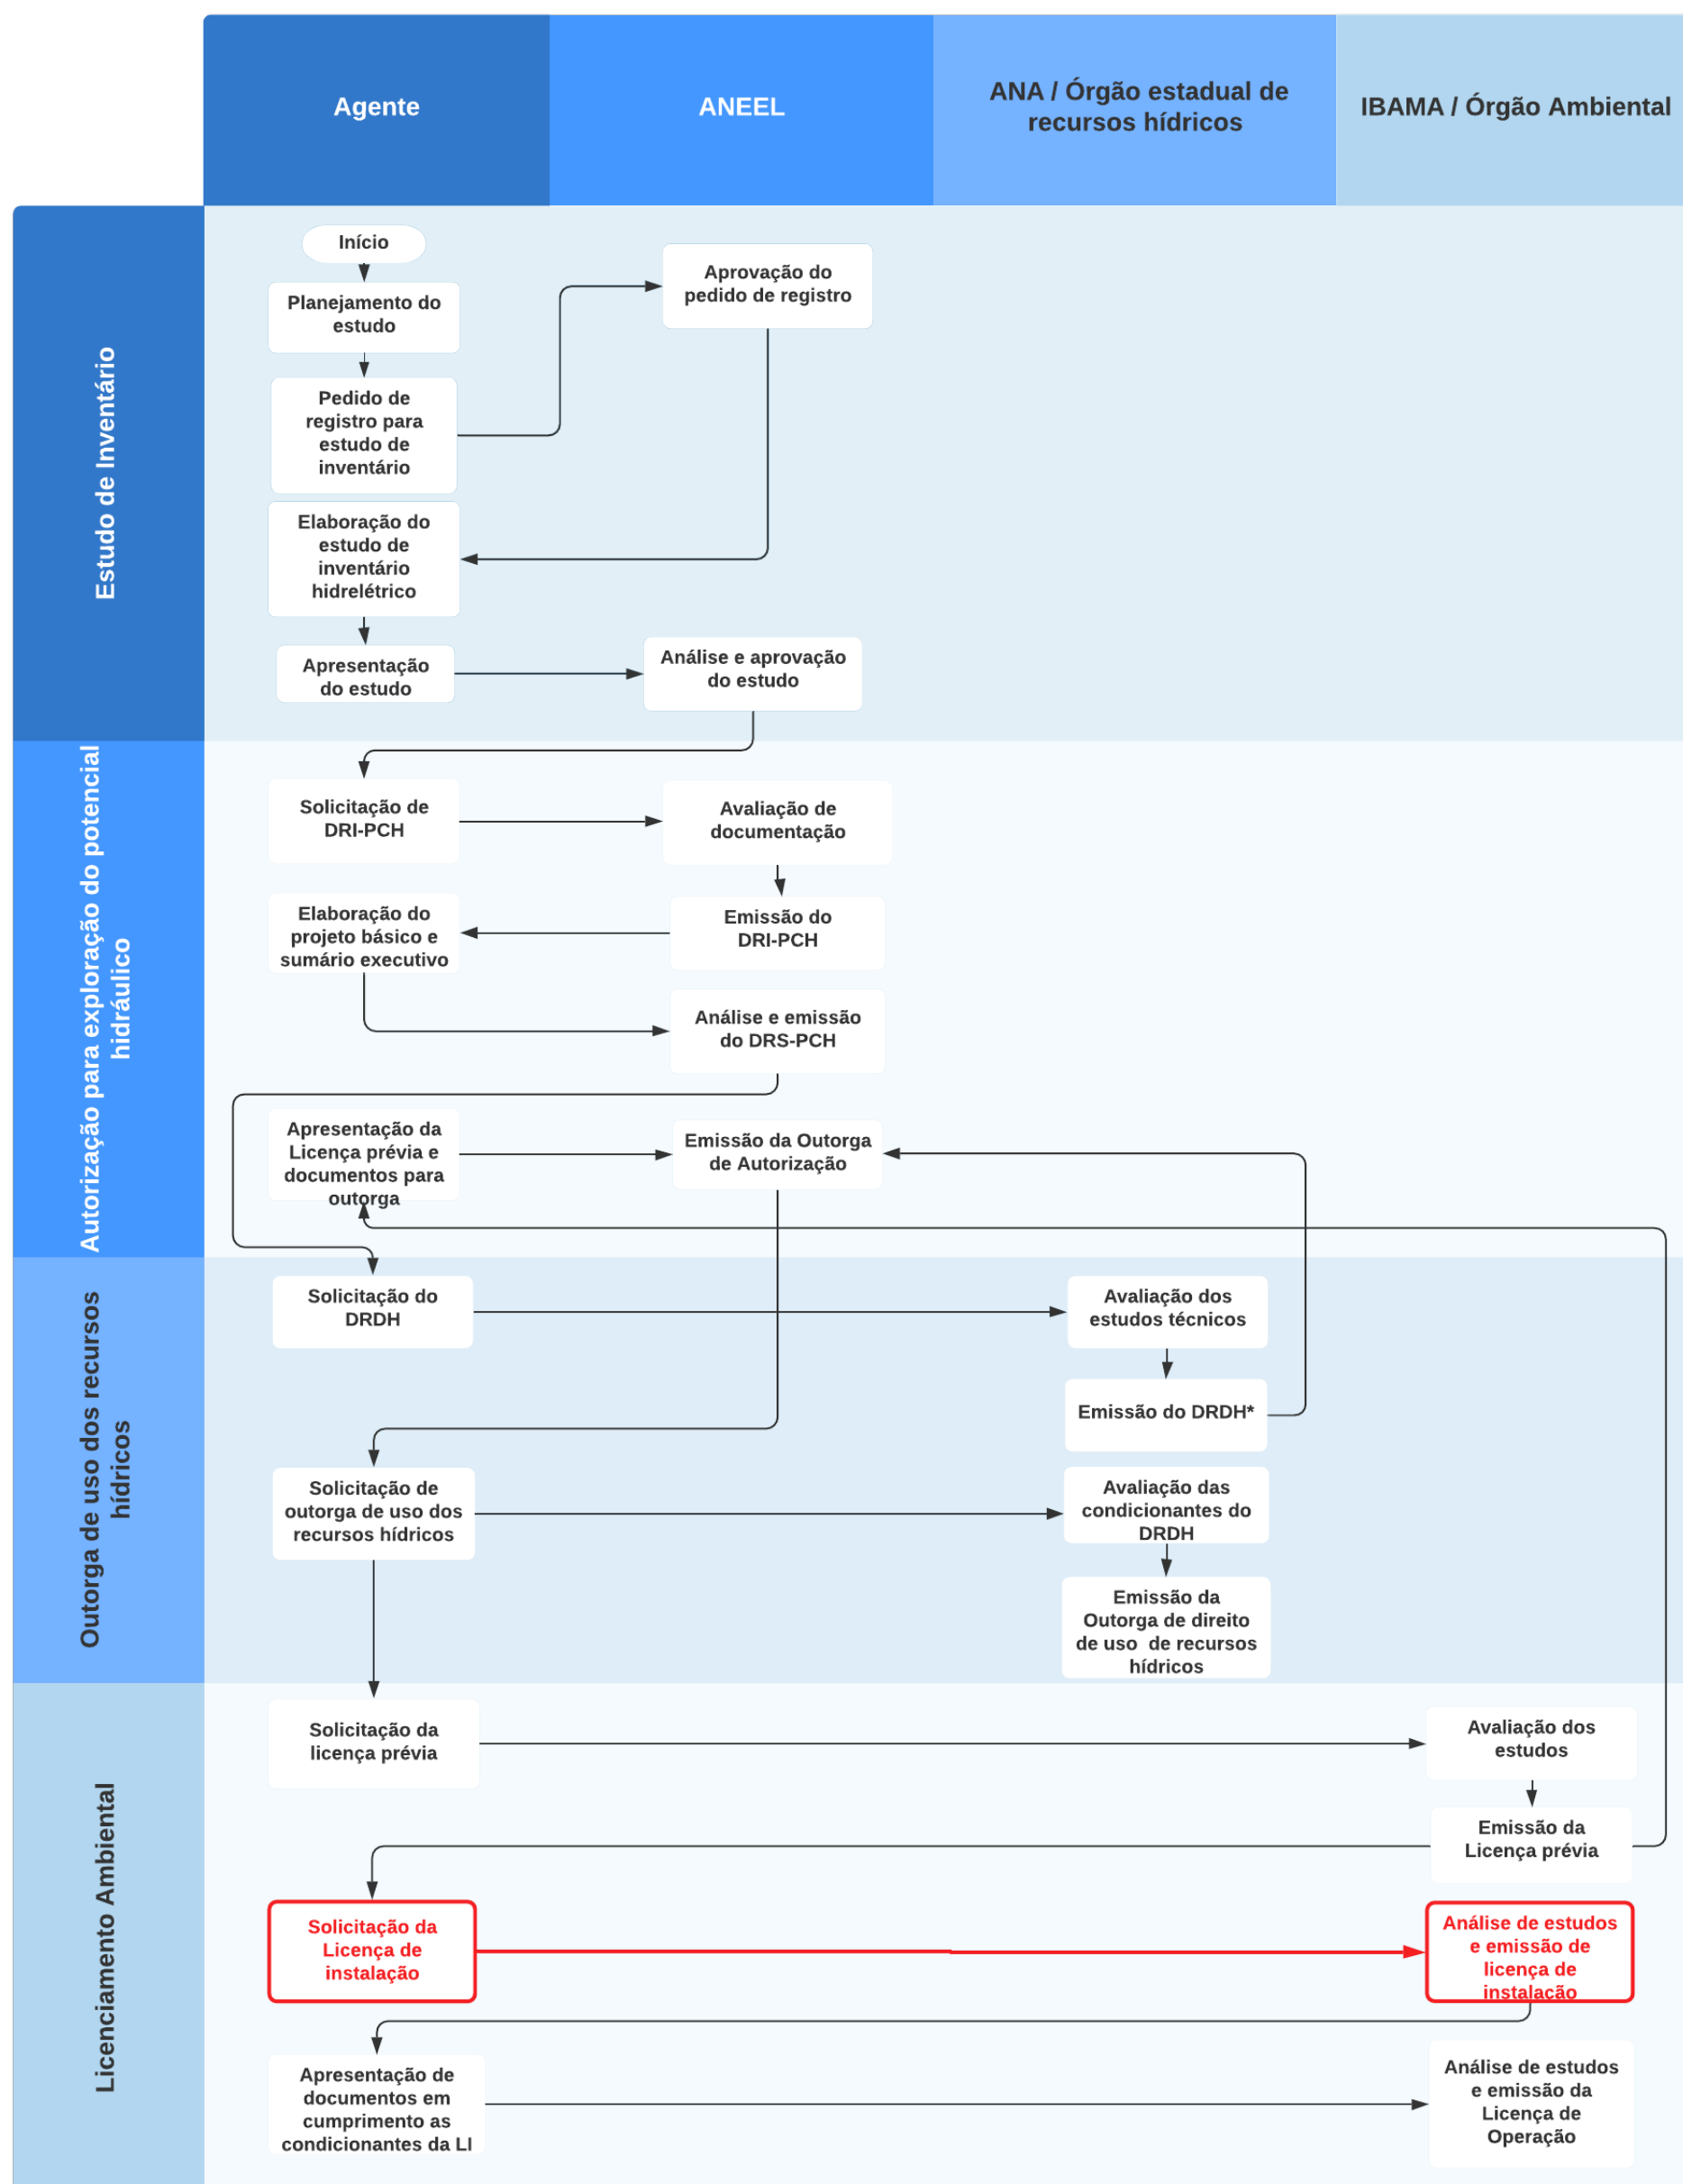 Agente
ANEEL
ANA / Órgão estadual de
recursos hídricos
IBAMA / Órgão Ambiental
Estudo de Inventário
Início
Planejamento do
estudo
Pedido de
registro para
estudo de
inventário
Aprovação do
pedido de registro
Elaboração do
estudo de
inventário
hidrelétrico
Apresentação
do estudo
Análise e aprovação
do estudo
Autorização para exploração do potencial
hidráulico
Solicitação de
DRI-PCH
Avaliação de
documentação
Emissão do
DRI-PCH
Elaboração do
projeto básico e
sumário executivo
Análise e emissão
do DRS-PCH
Apresentação da
Licença prévia e
documentos para
outorga
Emissão da Outorga
de Autorização
Outorga de uso dos recursos
hídricos
Solicitação do
DRDH
Avaliação dos
estudos técnicos
Emissão do DRDH*
Solicitação de
outorga de uso dos
recursos hídricos
Avaliação das
condicionantes do
DRDH
Emissão da
Outorga de direito
de uso  de recursos
hídricos
Licenciamento Ambiental
Solicitação da
licença prévia
Avaliação dos
estudos
Emissão da
Licença prévia
Solicitação da
Licença de
instalação
Análise de estudos
e emissão de
licença de
instalação
Apresentação de
documentos em
cumprimento as
condicionantes da LI
Análise de estudos
e emissão da
Licença de
Operação